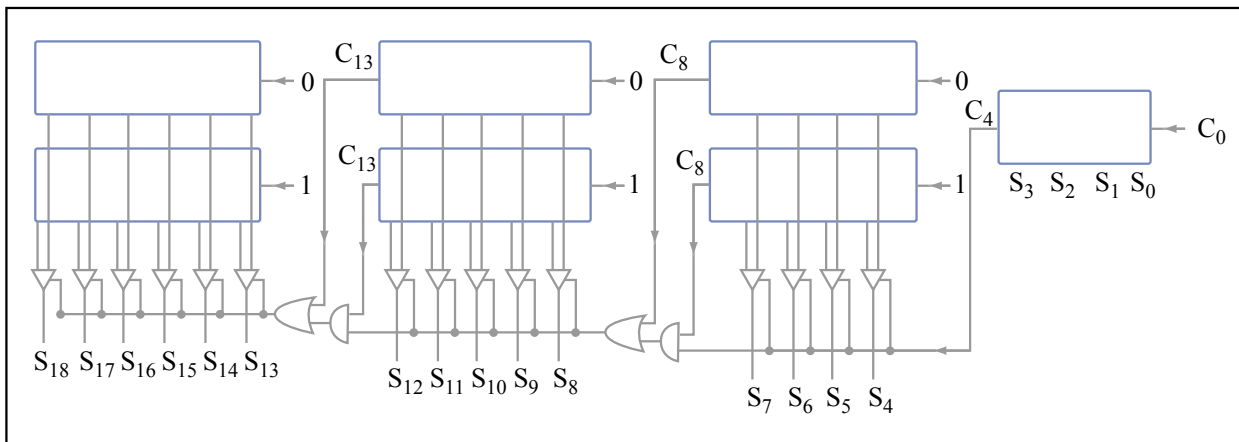 C13 0 C13 1
C8 0 C8 1
C4 C0
0
1
S3 S2 S1 S0
S18 S17 S16 S15 S14 S13
S12 S11 S10 S9 S8
S7 S6 S5 S4